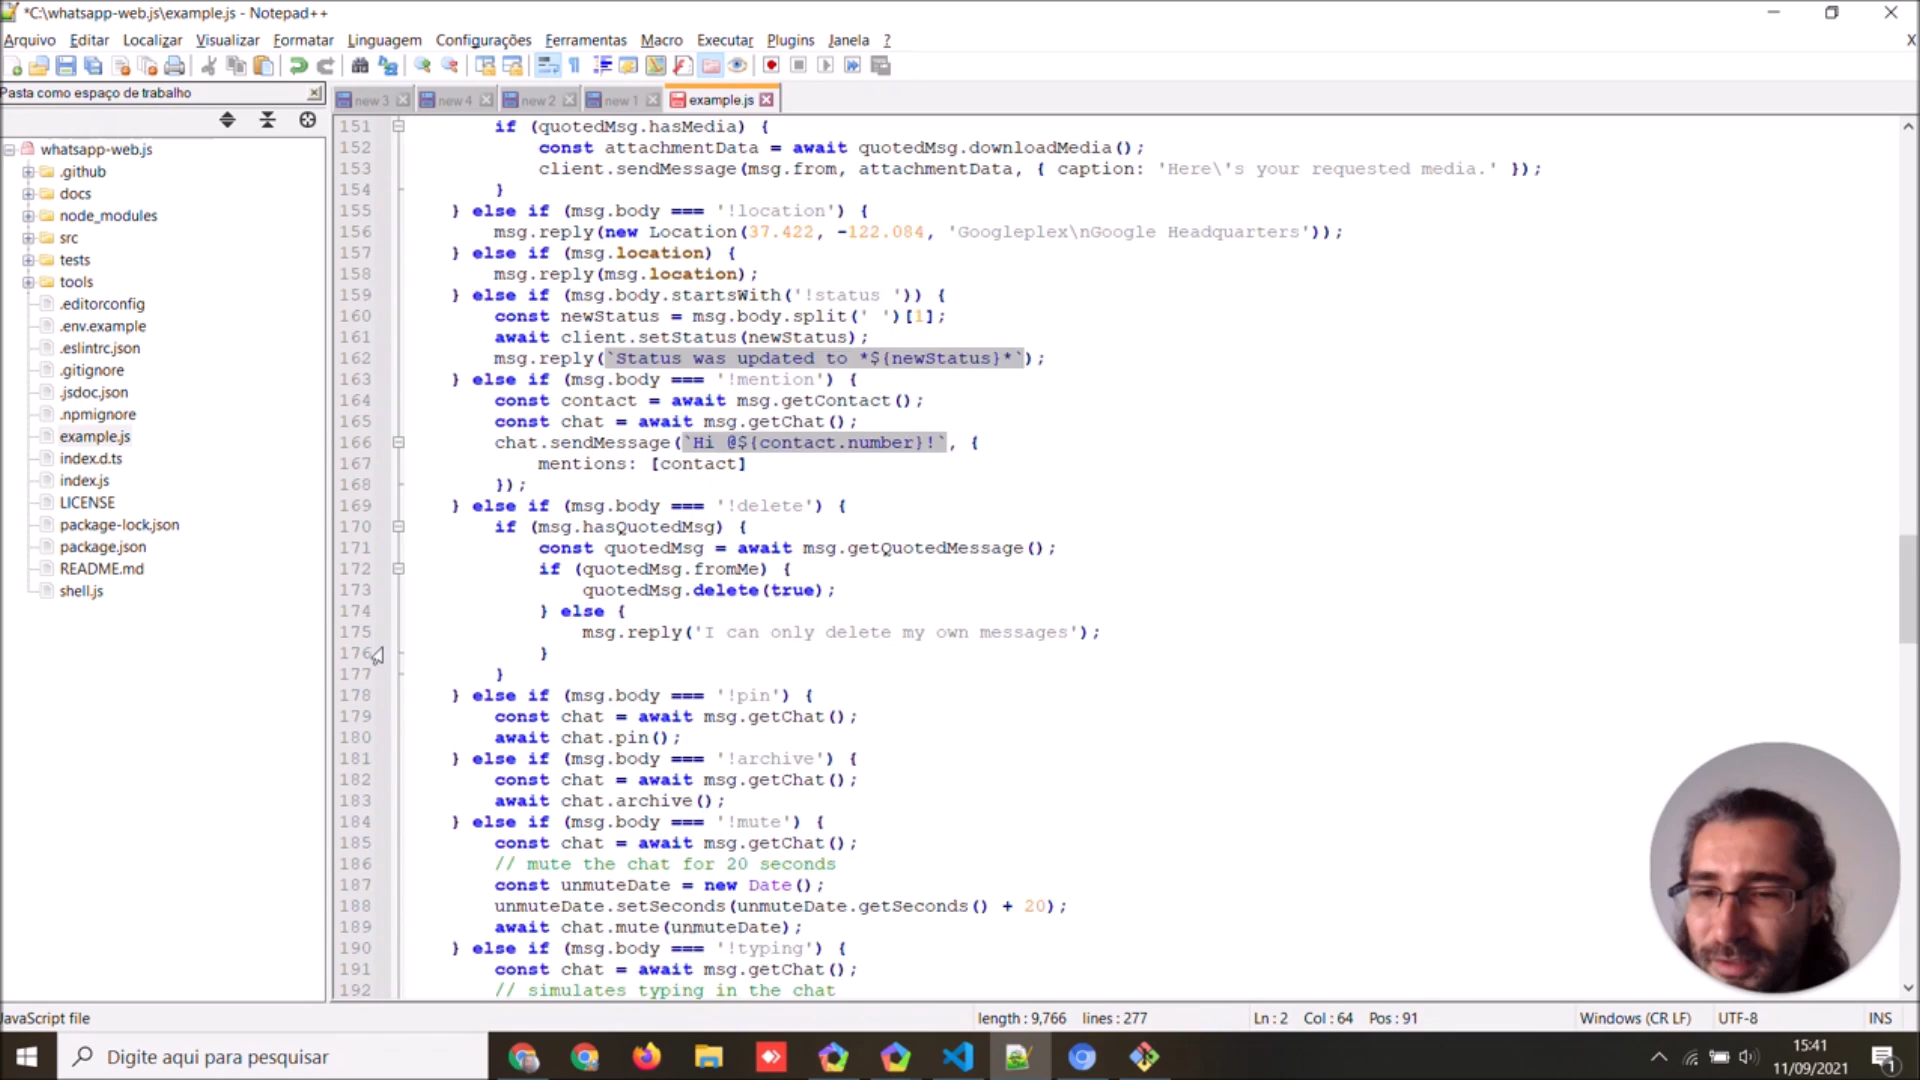 *C:\whatsapp-web.js\example.js - Notepad++
Arquivo Editar Localizar Visualizar Formatar Linguagem Configurações Ferramentas Macro Executar Plugins Janela ? X
Pasta como espaço de trabalho
new 3 new 4 new 2 new 1 example.js
whatsapp-web.js
.github
docs
node_modules
src
tests
tools
.editorconfig
.env.example
.eslintrc.json
.gitignore
.jsdoc.json
.npmignore
example.js
index.d.ts
index.js
LICENSE
package-lock.json
package.json
README.md
shell.js
151 if (quotedMsg.hasMedia) {
152 const attachmentData = await quotedMsg.downloadMedia();
153 client.sendMessage(msg.from, attachmentData, { caption: 'Here\'s your requested media.' });
154 }
155 } else if (msg.body === '!location') {
156 msg.reply(new Location(37.422, -122.084, 'Googleplex\nGoogle Headquarters'));
157 } else if (msg.location) {
158 msg.reply(msg.location);
159 } else if (msg.body.startsWith('!status ')) {
160 const newStatus = msg.body.split(' ')[1];
161 await client.setStatus(newStatus);
162 msg.reply(`Status was updated to *${newStatus}*`);
163 } else if (msg.body === '!mention') {
164 const contact = await msg.getContact();
165 const chat = await msg.getChat();
166 chat.sendMessage(`Hi @${contact.number}!`, {
167 mentions: [contact]
168 });
169 } else if (msg.body === '!delete') {
170 if (msg.hasQuotedMsg) {
171 const quotedMsg = await msg.getQuotedMessage();
172 if (quotedMsg.fromMe) {
173 quotedMsg.delete(true);
174 } else {
175 msg.reply('I can only delete my own messages');
176 }
177 }
178 } else if (msg.body === '!pin') {
179 const chat = await msg.getChat();
180 await chat.pin();
181 } else if (msg.body === '!archive') {
182 const chat = await msg.getChat();
183 await chat.archive();
184 } else if (msg.body === '!mute') {
185 const chat = await msg.getChat();
186 // mute the chat for 20 seconds
187 const unmuteDate = new Date();
188 unmuteDate.setSeconds(unmuteDate.getSeconds() + 20);
189 await chat.mute(unmuteDate);
190 } else if (msg.body === '!typing') {
191 const chat = await msg.getChat();
192 // simulates typing in the chat
JavaScript file length : 9,766 lines : 277 Ln : 2 Col : 64 Pos : 91 Windows (CR LF) UTF-8 INS
Digite aqui para pesquisar
15:41
11/09/2021
1